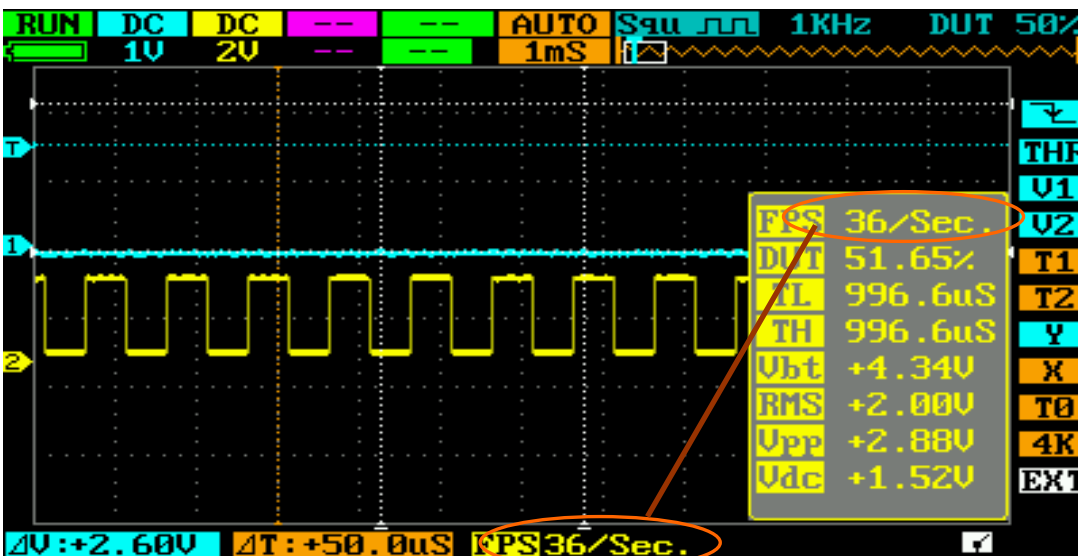 RUN DC DC -- -- AUTO Squ 1KHz DUT 50%
1V 2V -- -- 1mS
T
THR
V1
FPS 36/Sec. V2
1
DUT 51.65% T1
TL 996.6uS T2
TH 996.6uS Y
2
Vbt +4.34V X
RMS +2.00V T0
Vpp +2.88V 4K
Vdc +1.52V EXT
⊿V:+2.60V ⊿T:+50.0uS FPS 36/Sec.